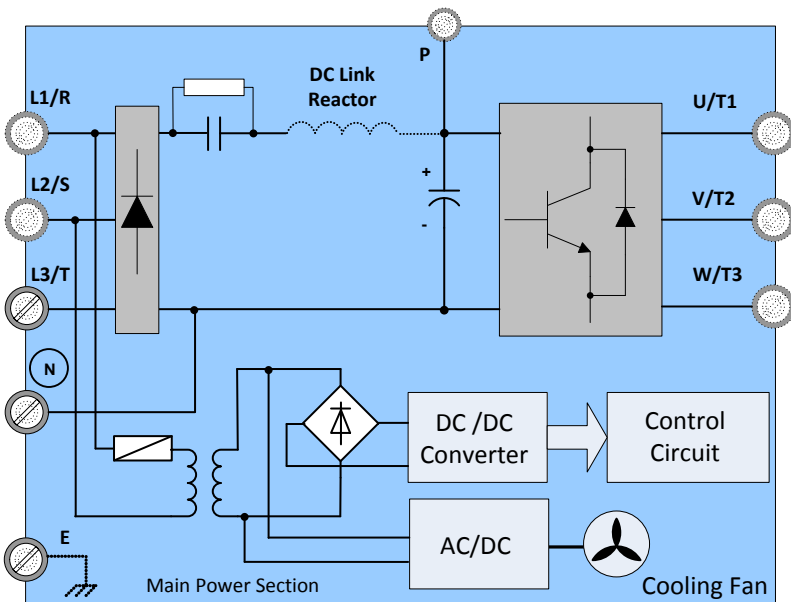 P
L1/R
DC Link
Reactor
U/T1
L2/S
+
-
V/T2
L3/T
W/T3
N
DC /DC
Converter
Control
Circuit
E
AC/DC
Main Power Section
Cooling Fan